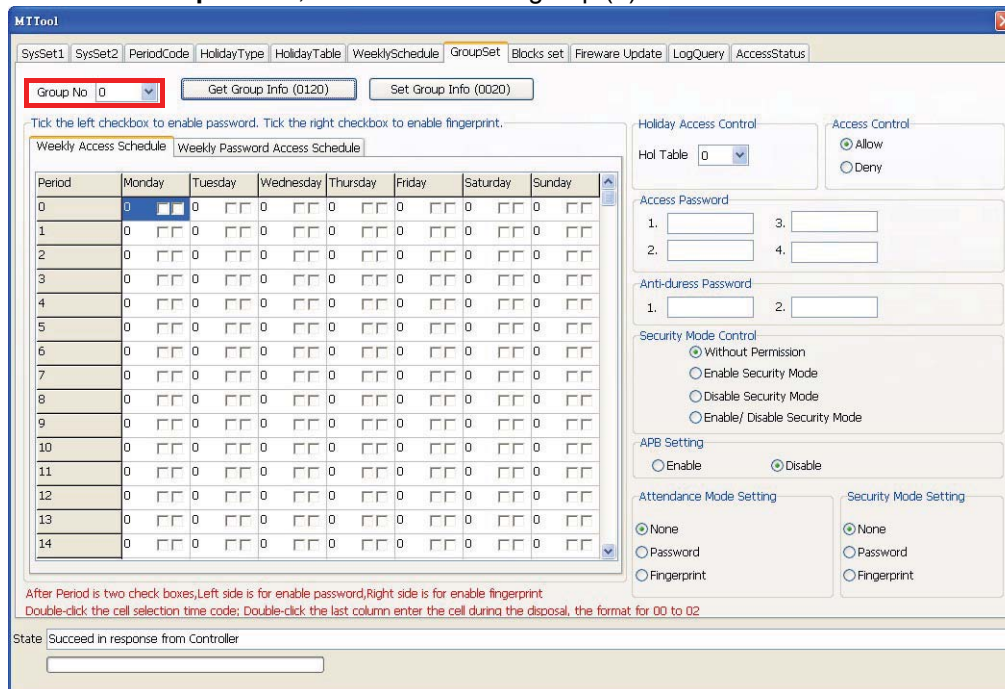 MTTool
SysSet1 SysSet2 PeriodCode HolidayType HolidayTable WeeklySchedule GroupSet Blocks set Fireware Update LogQuery AccessStatus
Group No 0 Get Group Info (0120) Set Group Info (0020)
Tick the left checkbox to enable password. Tick the right checkbox to enable fingerprint.
Weekly Access Schedule Weekly Password Access Schedule
Period Monday Tuesday Wednesday Thursday Friday Saturday Sunday
0 0 0 0 0 0 0 0
1 0 0 0 0 0 0 0
2 0 0 0 0 0 0 0
3 0 0 0 0 0 0 0
4 0 0 0 0 0 0 0
5 0 0 0 0 0 0 0
6 0 0 0 0 0 0 0
7 0 0 0 0 0 0 0
8 0 0 0 0 0 0 0
9 0 0 0 0 0 0 0
10 0 0 0 0 0 0 0
11 0 0 0 0 0 0 0
12 0 0 0 0 0 0 0
13 0 0 0 0 0 0 0
14 0 0 0 0 0 0 0
Holiday Access Control
Hol Table 0
Access Control
Allow
Deny
Access Password
1. 3.
2. 4.
Anti-duress Password
1. 2.
Security Mode Control
Without Permission
Enable Security Mode
Disable Security Mode
Enable/ Disable Security Mode
APB Setting
Enable Disable
Attendance Mode Setting
None
Password
Fingerprint
Security Mode Setting
None
Password
Fingerprint
After Period is two check boxes,Left side is for enable password,Right side is for enable fingerprint
Double-click the cell selection time code; Double-click the last column enter the cell during the disposal, the format for 00 to 02
State Succeed in response from Controller